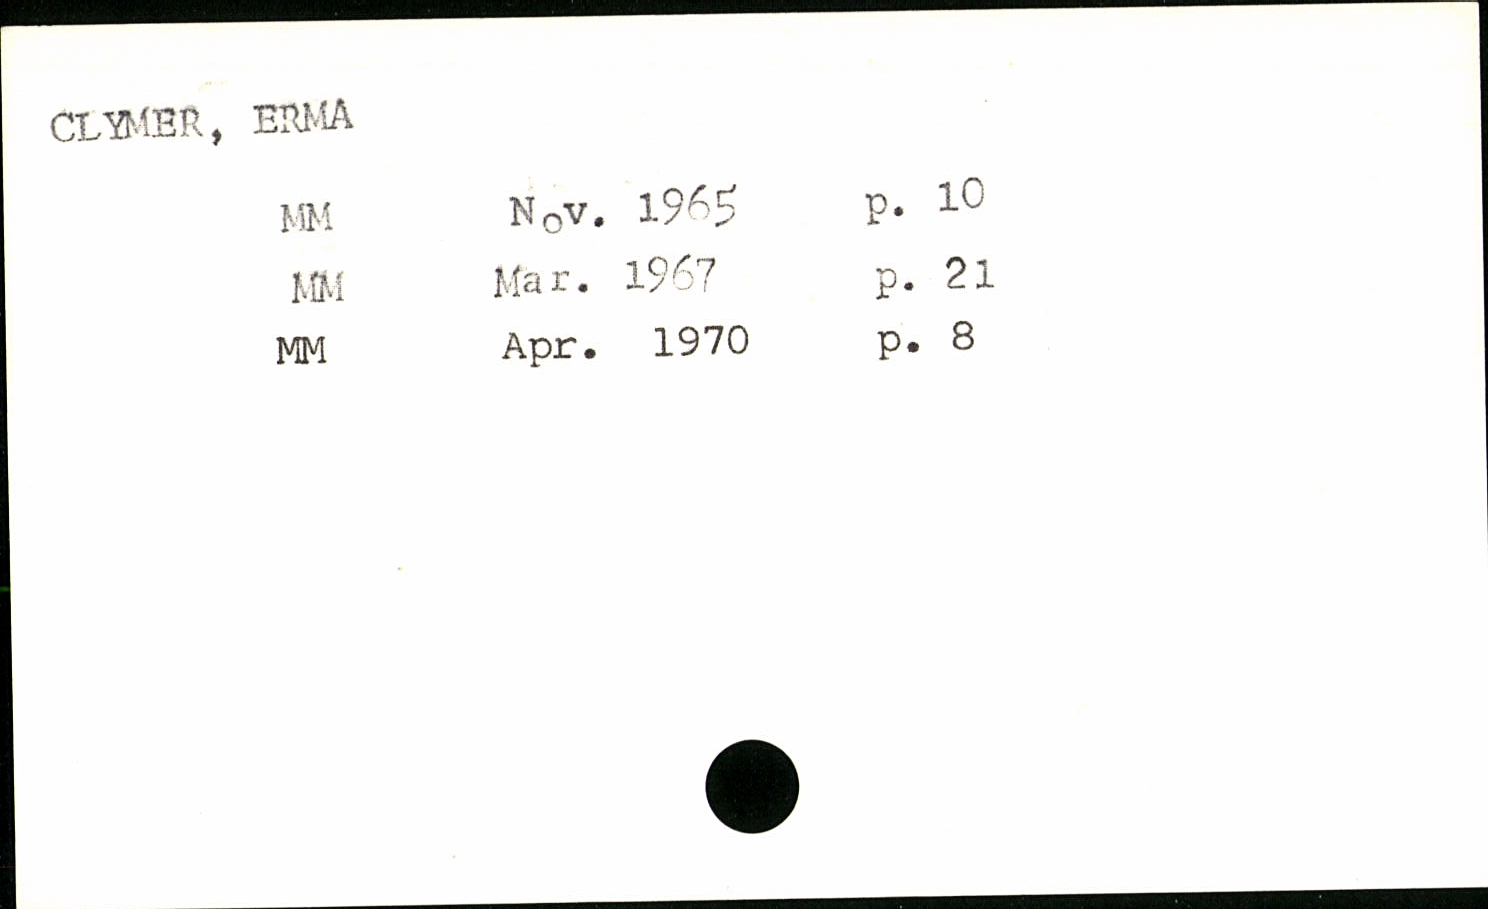 CLYMER, ERMA
MM Nov. 1965 p. 10
MM Mar. 1967 p. 21
MM Apr. 1970 p. 8